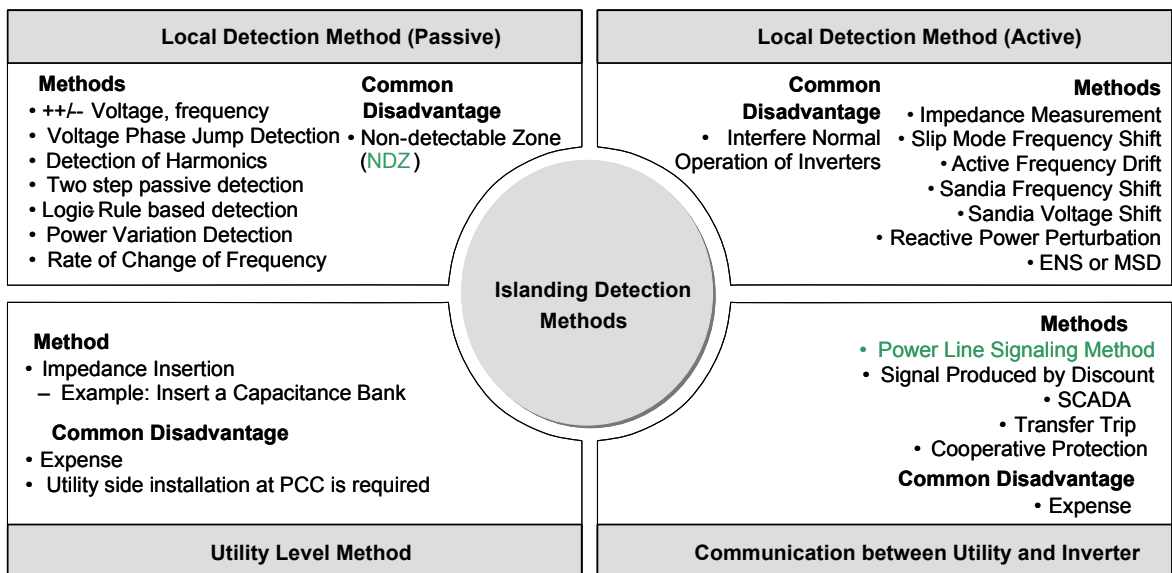 Local Detection Method (Passive)
Methods
• ++/-- Voltage, frequency
• Voltage Phase Jump Detection
• Detection of Harmonics
• Two step passive detection
• Logic-Rule based detection
• Power Variation Detection
• Rate of Change of Frequency
Common
Disadvantage
• Non-detectable Zone
(NDZ)
Local Detection Method (Active)
Common
Disadvantage
• Interfere Normal
Operation of Inverters
Methods
• Impedance Measurement
• Slip Mode Frequency Shift
• Active Frequency Drift
• Sandia Frequency Shift
• Sandia Voltage Shift
• Reactive Power Perturbation
• ENS or MSD
Islanding Detection
Methods
Method
• Impedance Insertion
– Example: Insert a Capacitance Bank
Common Disadvantage
• Expense
• Utility side installation at PCC is required
Utility Level Method
Methods
• Power Line Signaling Method
• Signal Produced by Discount
• SCADA
• Transfer Trip
• Cooperative Protection
Common Disadvantage
• Expense
Communication between Utility and Inverter